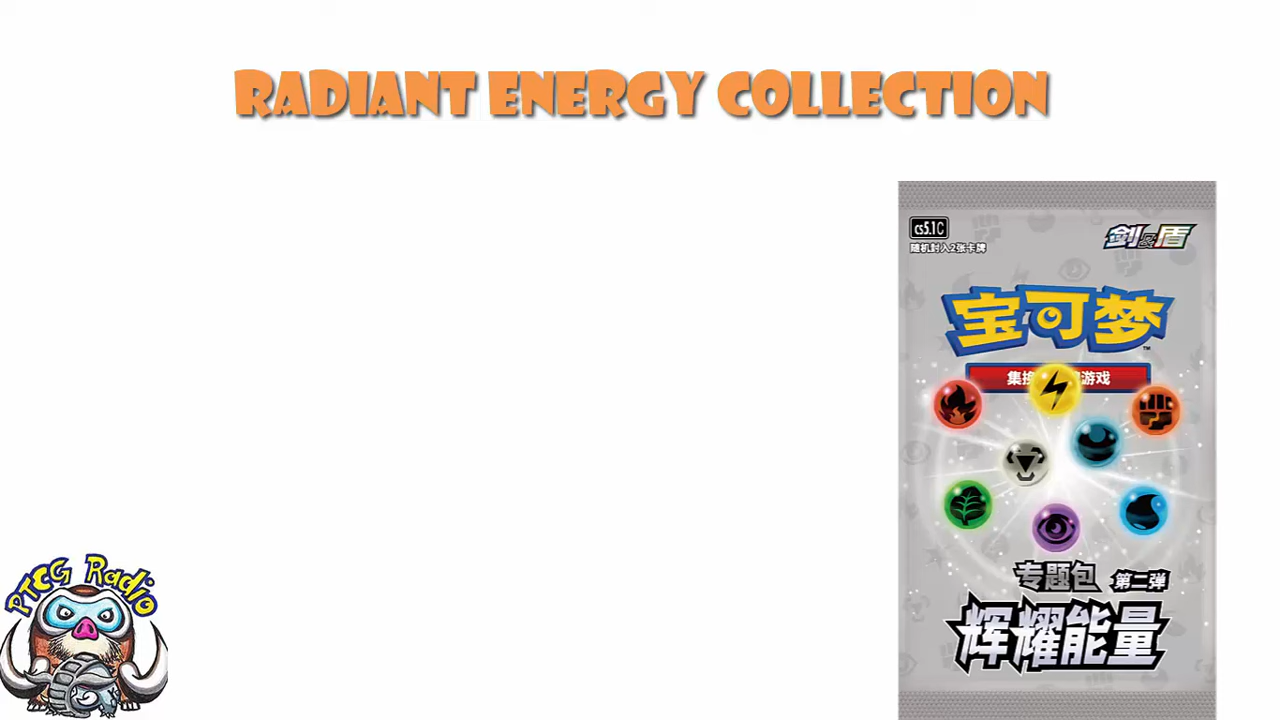 RADIANT ENERGY COLLECTION
cs5.1C
随机封入2张卡牌
剑&盾
宝可梦
TM
集换 游戏
专题包 第二弹
辉耀能量
PTCG Radio